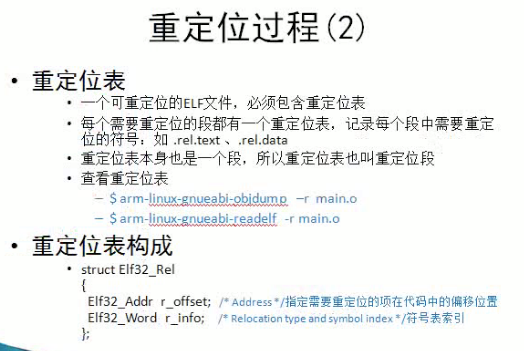 重定位过程(2)
• 重定位表
• 一个可重定位的ELF文件，必须包含重定位表
• 每个需要重定位的段都有一个重定位表，记录每个段中需要重定
位的符号：如 .rel.text 、.rel.data
• 重定位表本身也是一个段，所以重定位表也叫重定位段
• 查看重定位表
– $ arm-linux-gnueabi-objdump –r main.o
– $ arm-linux-gnueabi-readelf -r main.o
• 重定位表构成
• struct Elf32_Rel
{
Elf32_Addr r_offset; /* Address */指定需要重定位的项在代码中的偏移位置
Elf32_Word r_info; /* Relocation type and symbol index */符号表索引
};